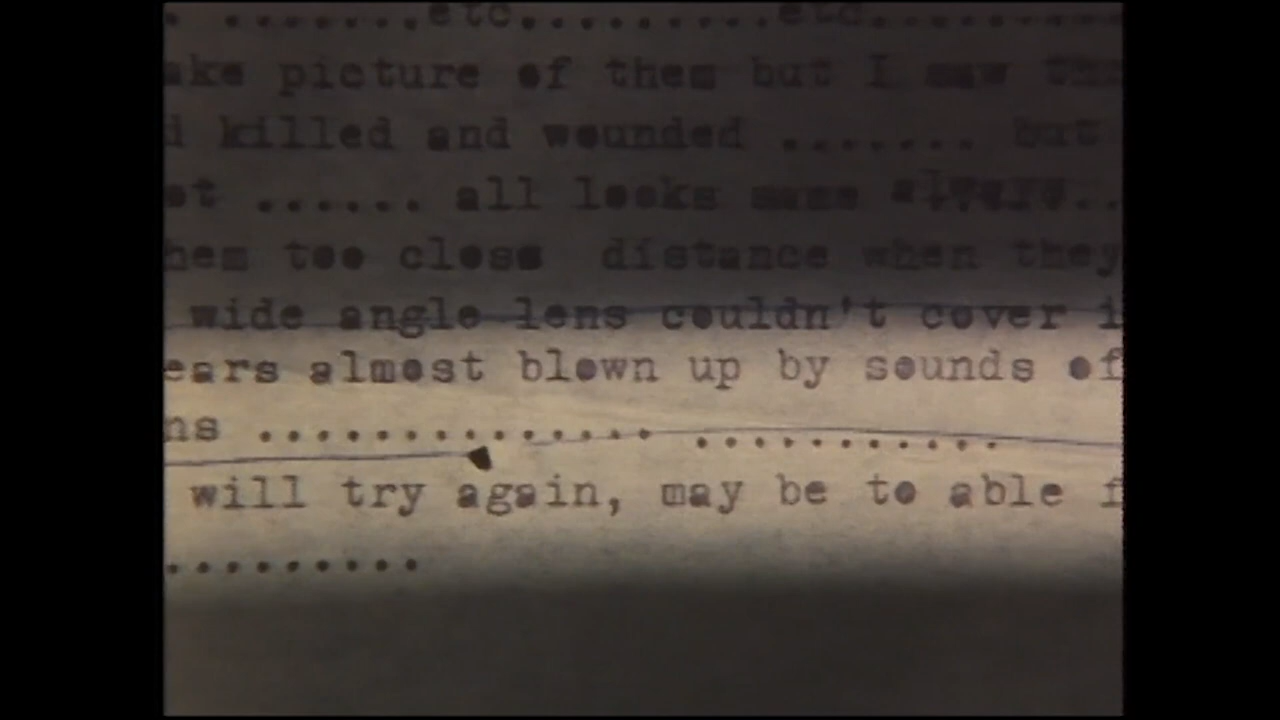 .......etc.........etc.........
ake picture of them but I saw
d killed and wounded ....... but
et ...... all looks same always..
hem too close distance when they
wide angle lens couldn't cover i
ears almost blown up by sounds of
ns .............. ...........
will try again, may be to able f
.........